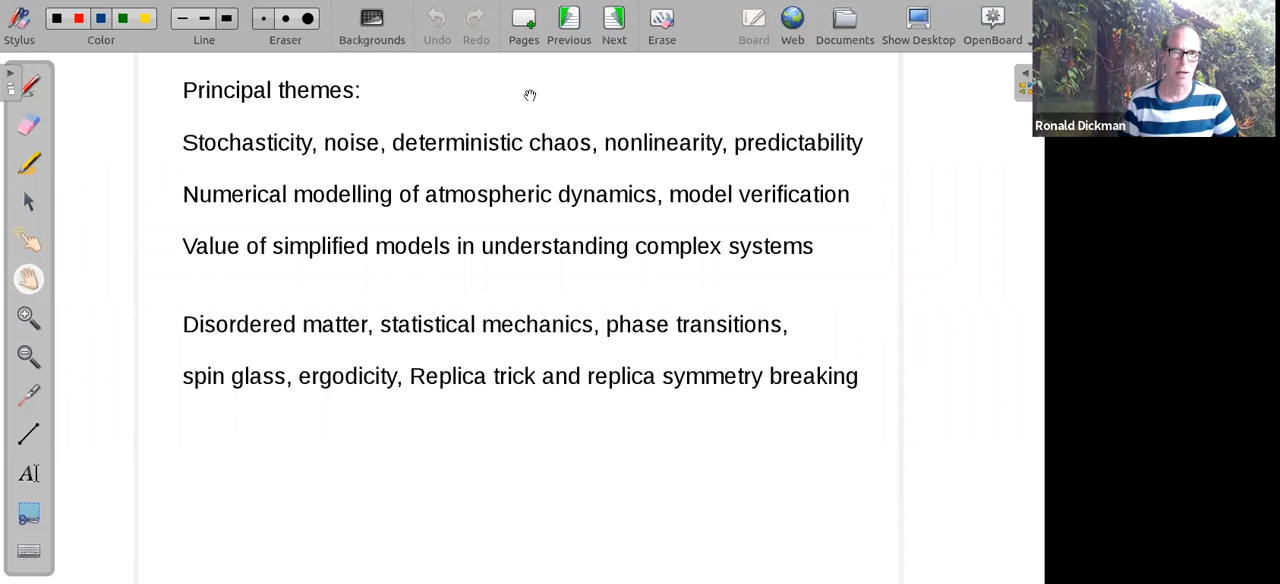 Stylus Color Line Eraser Backgrounds Undo Redo Pages Previous Next Erase Board Web Documents Show Desktop OpenBoard
Ronald Dickman
Principal themes:
Stochasticity, noise, deterministic chaos, nonlinearity, predictability
Numerical modelling of atmospheric dynamics, model verification
Value of simplified models in understanding complex systems
Disordered matter, statistical mechanics, phase transitions,
spin glass, ergodicity, Replica trick and replica symmetry breaking